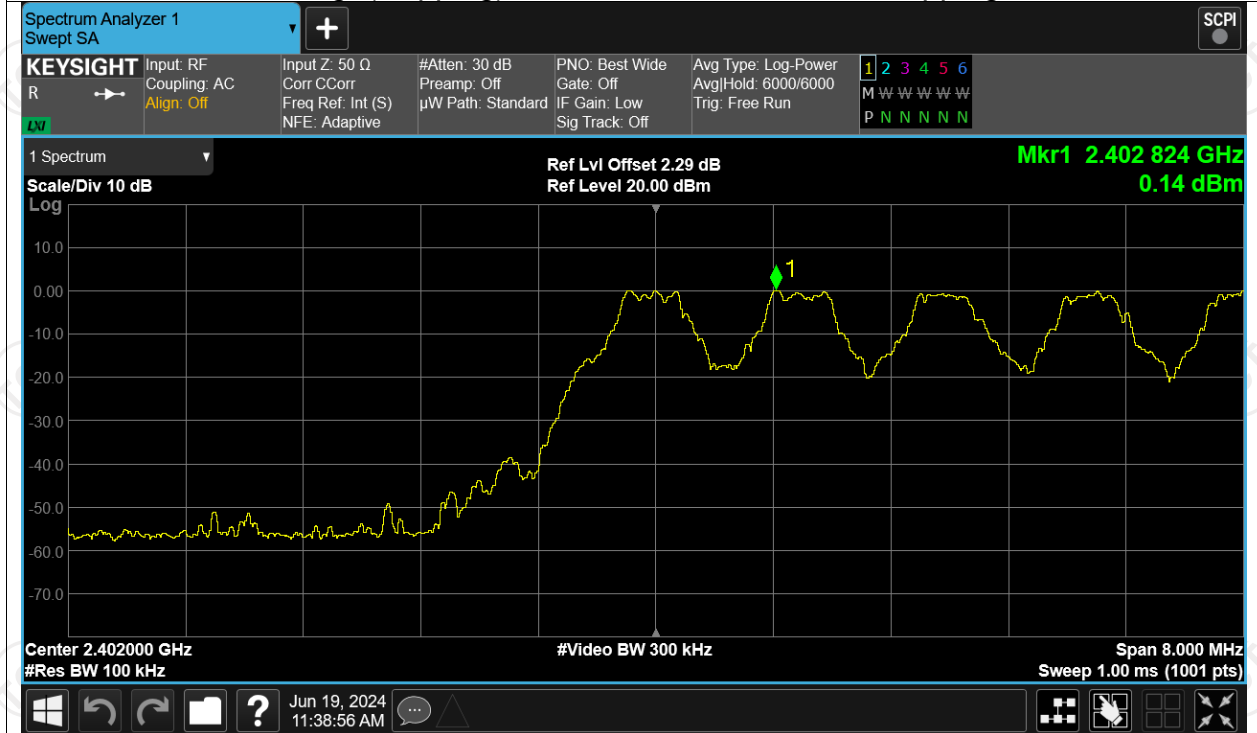 Spectrum Analyzer 1
Swept SA
▼
+
SCPI
KEYSIGHT
R
LXI
Input: RF
Coupling: AC
Align: Off
Input Z: 50 Ω
Corr CCorr
Freq Ref: Int (S)
NFE: Adaptive
#Atten: 30 dB
Preamp: Off
µW Path: Standard
PNO: Best Wide
Gate: Off
IF Gain: Low
Sig Track: Off
Avg Type: Log-Power
Avg|Hold: 6000/6000
Trig: Free Run
1 2 3 4 5 6
M W W W W W
P N N N N N
1 Spectrum ▼
Scale/Div 10 dB
Log
Ref Lvl Offset 2.29 dB
Ref Level 20.00 dBm
Mkr1 2.402 824 GHz
0.14 dBm
10.0
0.00
-10.0
-20.0
-30.0
-40.0
-50.0
-60.0
-70.0
1
Center 2.402000 GHz
#Res BW 100 kHz
#Video BW 300 kHz
Span 8.000 MHz
Sweep 1.00 ms (1001 pts)
?
Jun 19, 2024
11:38:56 AM